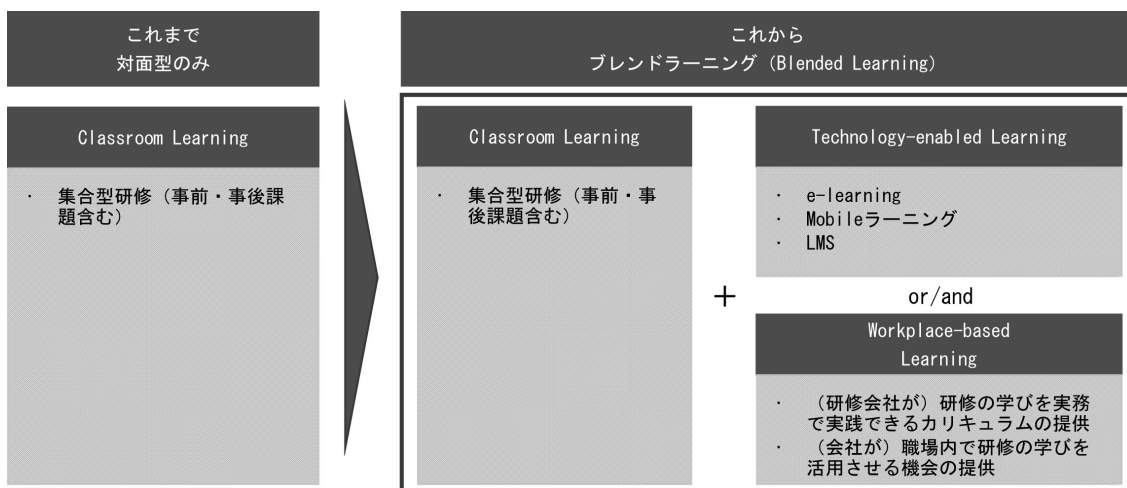 これまで
対面型のみ
Classroom Learning
・ 集合型研修（事前・事後課
題含む）
これから
ブレンドラーニング（Blended Learning）
Classroom Learning
・ 集合型研修（事前・事
後課題含む）
+
Technology-enabled Learning
・ e-learning
・ Mobileラーニング
・ LMS
or/and
Workplace-based
Learning
・ （研修会社が）研修の学びを実務
で実践できるカリキュラムの提供
・ （会社が）職場内で研修の学びを
活用させる機会の提供